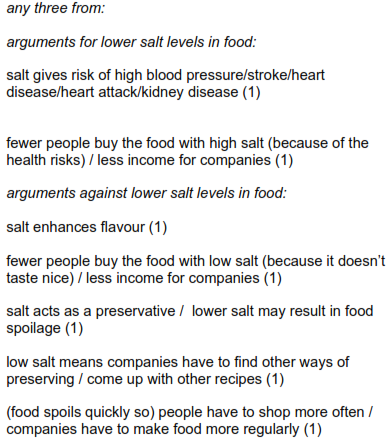 any three from:
arguments for lower salt levels in food:
salt gives risk of high blood pressure/stroke/heart
disease/heart attack/kidney disease (1)
fewer people buy the food with high salt (because of the
health risks) / less income for companies (1)
arguments against lower salt levels in food:
salt enhances flavour (1)
fewer people buy the food with low salt (because it doesn't
taste nice) / less income for companies (1)
salt acts as a preservative /  lower salt may result in food
spoilage (1)
low salt means companies have to find other ways of
preserving / come up with other recipes (1)
(food spoils quickly so) people have to shop more often /
companies have to make food more regularly (1)